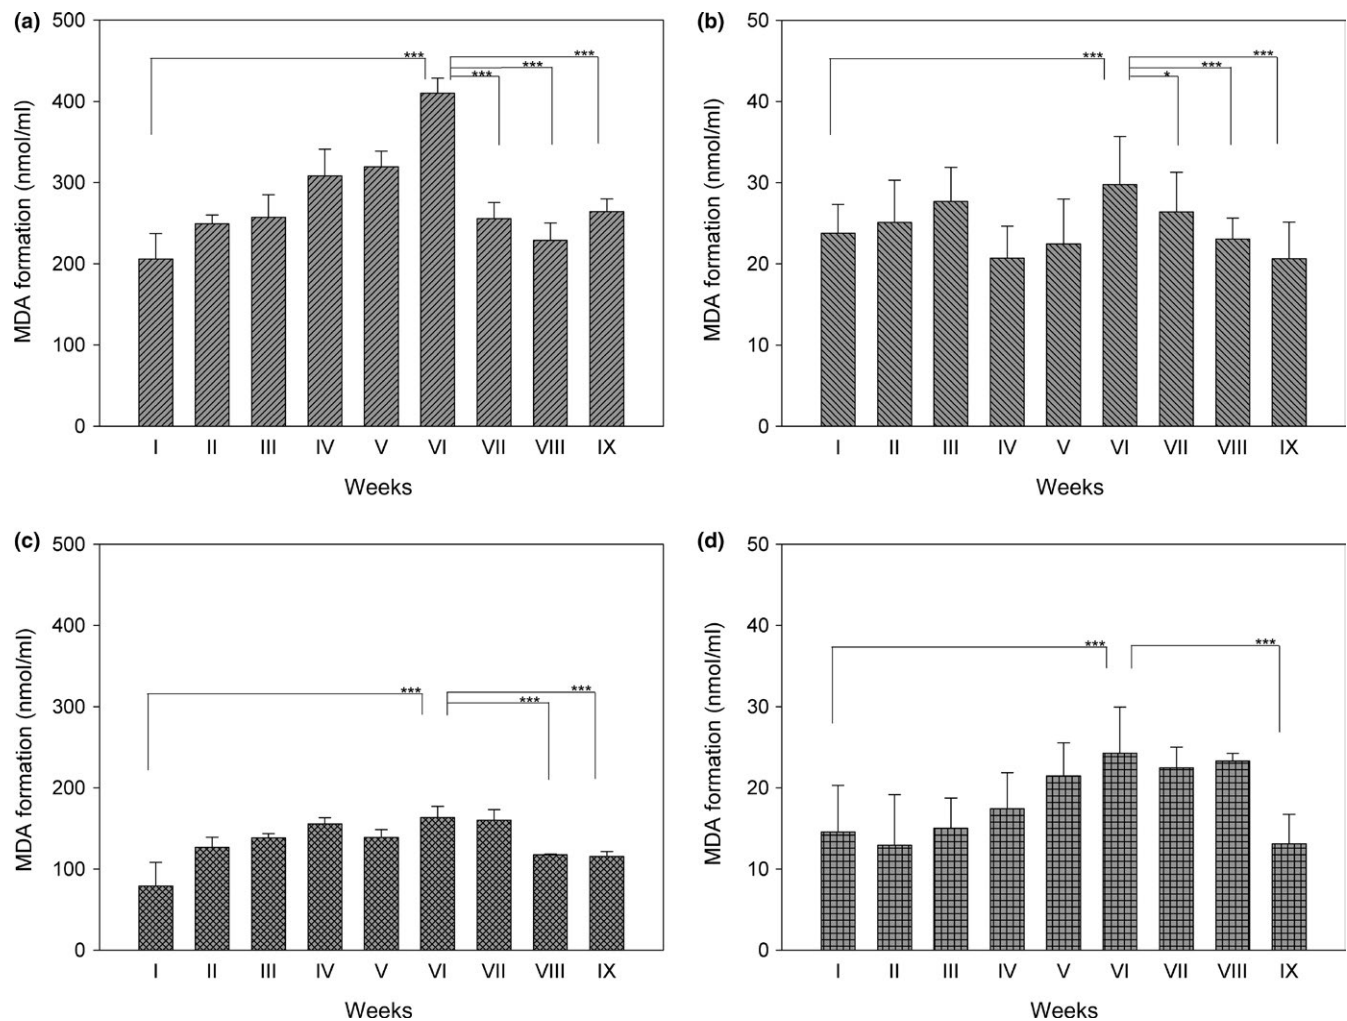 (a)
500
400
300
200
100
0
MDA formation (nmol/ml)
***
***
***
***
I II III IV V VI VII VIII IX
Weeks
(b)
50
40
30
20
10
0
MDA formation (nmol/ml)
***
***
***
*
I II III IV V VI VII VIII IX
Weeks
(c)
500
400
300
200
100
0
MDA formation (nmol/ml)
***
***
***
I II III IV V VI VII VIII IX
Weeks
(d)
50
40
30
20
10
0
MDA formation (nmol/ml)
***
***
I II III IV V VI VII VIII IX
Weeks